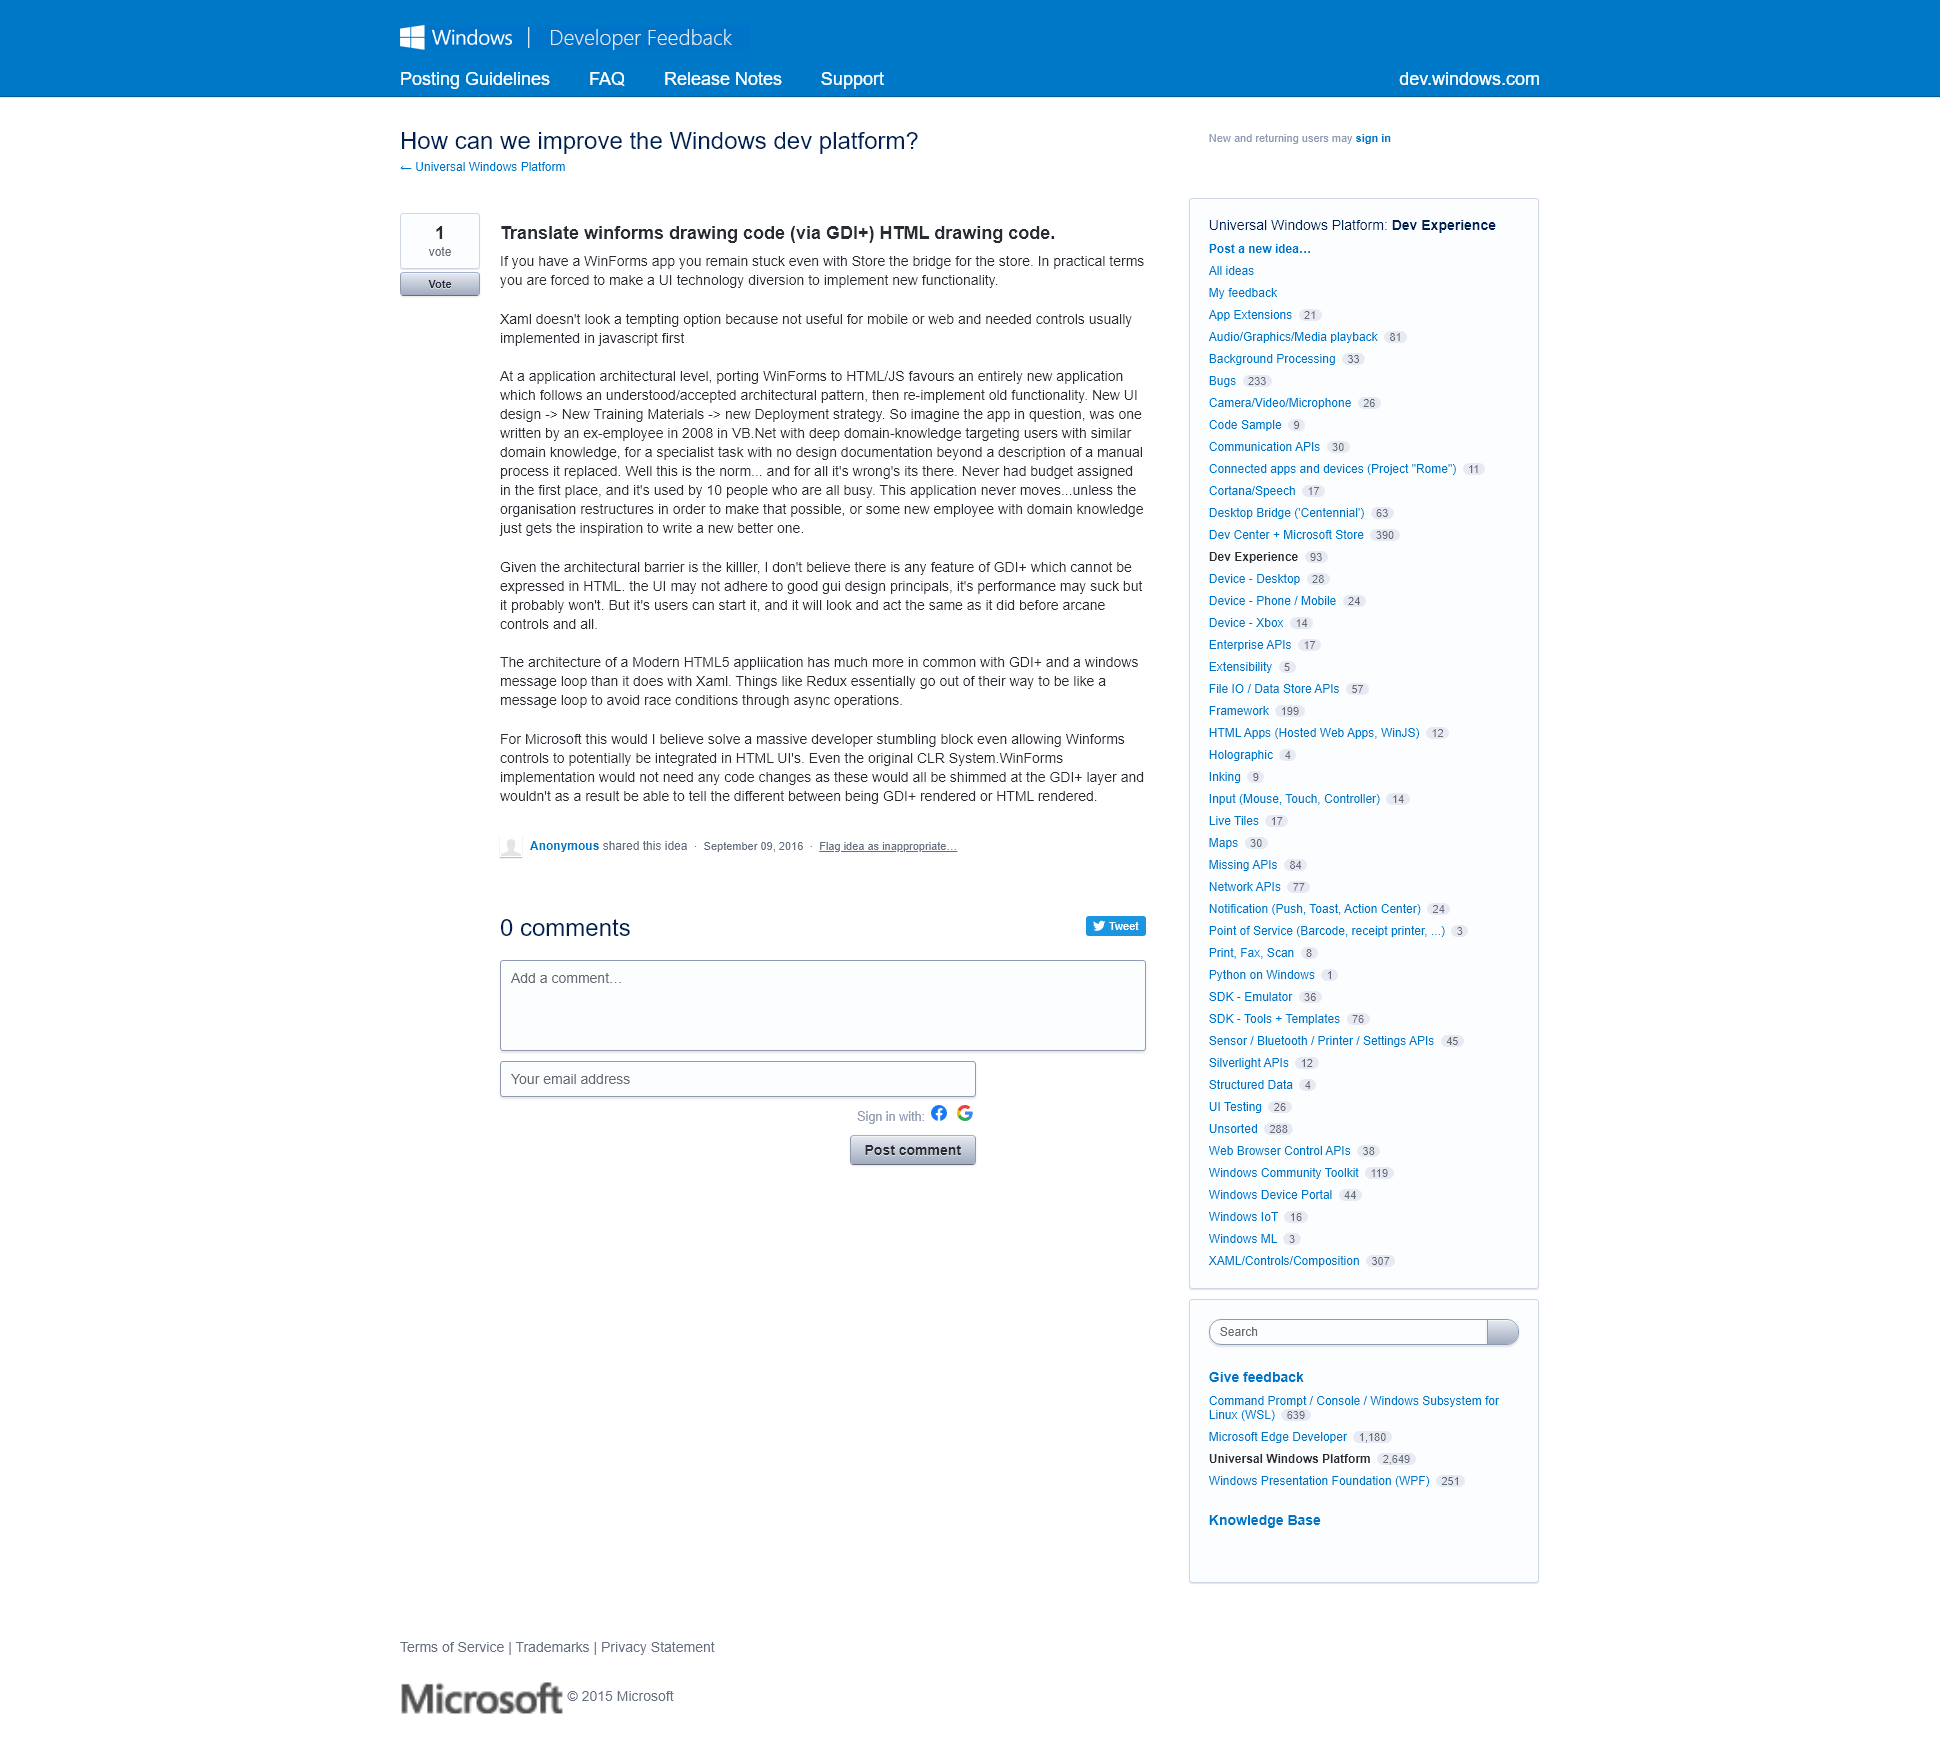 Windows | Developer Feedback
Posting Guidelines FAQ Release Notes Support dev.windows.com
How can we improve the Windows dev platform?
← Universal Windows Platform
New and returning users may sign in
1
vote
Vote
Translate winforms drawing code (via GDI+) HTML drawing code.
If you have a WinForms app you remain stuck even with Store the bridge for the store. In practical terms
you are forced to make a UI technology diversion to implement new functionality.
Xaml doesn't look a tempting option because not useful for mobile or web and needed controls usually
implemented in javascript first
At a application architectural level, porting WinForms to HTML/JS favours an entirely new application
which follows an understood/accepted architectural pattern, then re-implement old functionality. New UI
design -> New Training Materials -> new Deployment strategy. So imagine the app in question, was one
written by an ex-employee in 2008 in VB.Net with deep domain-knowledge targeting users with similar
domain knowledge, for a specialist task with no design documentation beyond a description of a manual
process it replaced. Well this is the norm... and for all it's wrong's its there. Never had budget assigned
in the first place, and it's used by 10 people who are all busy. This application never moves...unless the
organisation restructures in order to make that possible, or some new employee with domain knowledge
just gets the inspiration to write a new better one.
Given the architectural barrier is the killler, I don't believe there is any feature of GDI+ which cannot be
expressed in HTML. the UI may not adhere to good gui design principals, it's performance may suck but
it probably won't. But it's users can start it, and it will look and act the same as it did before arcane
controls and all.
The architecture of a Modern HTML5 appliication has much more in common with GDI+ and a windows
message loop than it does with Xaml. Things like Redux essentially go out of their way to be like a
message loop to avoid race conditions through async operations.
For Microsoft this would I believe solve a massive developer stumbling block even allowing Winforms
controls to potentially be integrated in HTML UI's. Even the original CLR System.WinForms
implementation would not need any code changes as these would all be shimmed at the GDI+ layer and
wouldn't as a result be able to tell the different between being GDI+ rendered or HTML rendered.
Anonymous shared this idea · September 09, 2016 · Flag idea as inappropriate…
0 comments
Tweet
Add a comment…
Your email address
Sign in with:
Post comment
Universal Windows Platform: Dev Experience
Post a new idea…
All ideas
My feedback
App Extensions 21
Audio/Graphics/Media playback 81
Background Processing 33
Bugs 233
Camera/Video/Microphone 26
Code Sample 9
Communication APIs 30
Connected apps and devices (Project "Rome") 11
Cortana/Speech 17
Desktop Bridge ('Centennial') 63
Dev Center + Microsoft Store 390
Dev Experience 93
Device - Desktop 28
Device - Phone / Mobile 24
Device - Xbox 14
Enterprise APIs 17
Extensibility 5
File IO / Data Store APIs 57
Framework 199
HTML Apps (Hosted Web Apps, WinJS) 12
Holographic 4
Inking 9
Input (Mouse, Touch, Controller) 14
Live Tiles 17
Maps 30
Missing APIs 84
Network APIs 77
Notification (Push, Toast, Action Center) 24
Point of Service (Barcode, receipt printer, ...) 3
Print, Fax, Scan 8
Python on Windows 1
SDK - Emulator 36
SDK - Tools + Templates 76
Sensor / Bluetooth / Printer / Settings APIs 45
Silverlight APIs 12
Structured Data 4
UI Testing 26
Unsorted 288
Web Browser Control APIs 38
Windows Community Toolkit 119
Windows Device Portal 44
Windows IoT 16
Windows ML 3
XAML/Controls/Composition 307
Search
Give feedback
Command Prompt / Console / Windows Subsystem for
Linux (WSL) 639
Microsoft Edge Developer 1,180
Universal Windows Platform 2,649
Windows Presentation Foundation (WPF) 251
Knowledge Base
Terms of Service | Trademarks | Privacy Statement
Microsoft © 2015 Microsoft